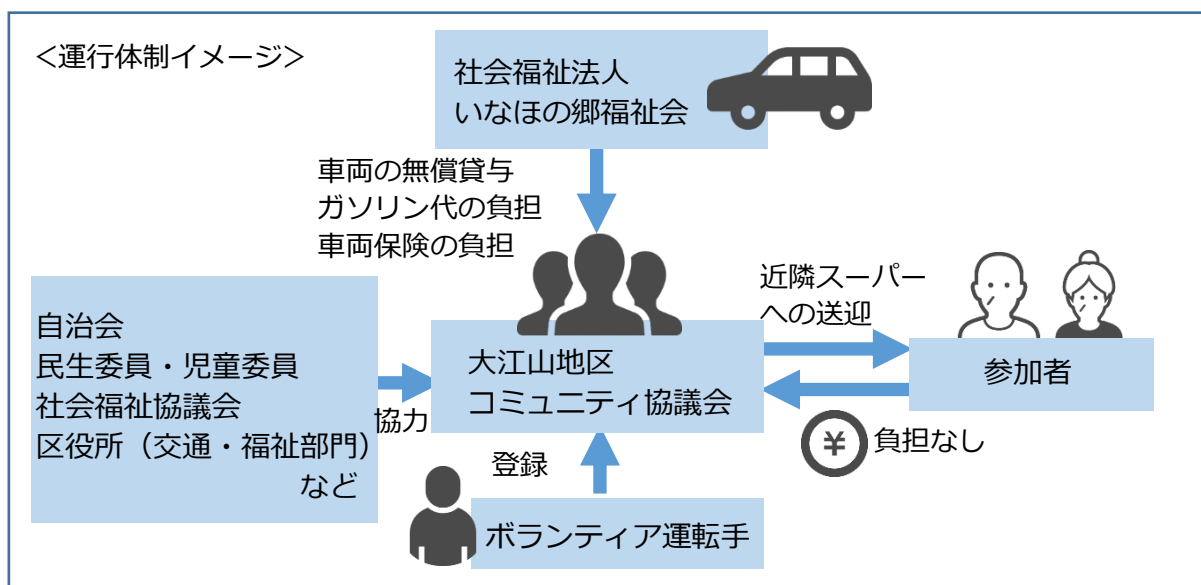 ＜運行体制イメージ＞
社会福祉法人
いなほの郷福祉会
車両の無償貸与
ガソリン代の負担
車両保険の負担
自治会
民生委員・児童委員
社会福祉協議会
区役所（交通・福祉部門）
など
協力
大江山地区
コミュニティ協議会
近隣スーパー
への送迎
参加者
¥
負担なし
登録
ボランティア運転手